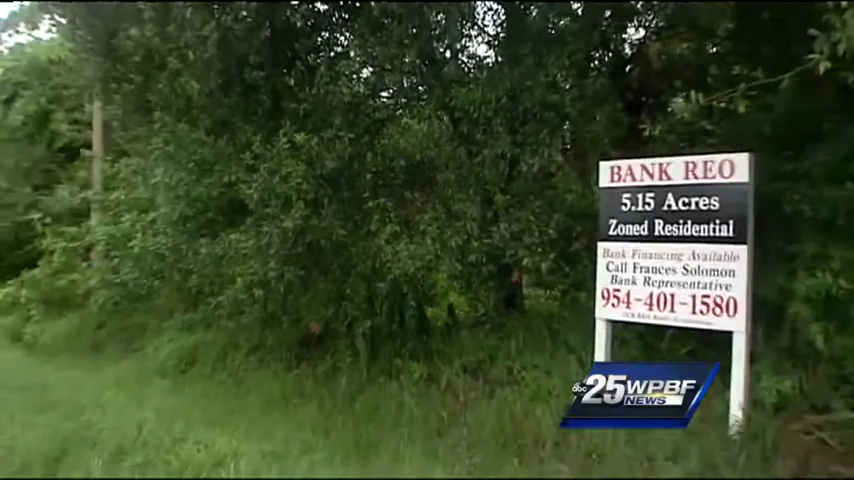 BANK REO
5.15 Acres
Zoned Residential
Bank Financing Available
Call Frances Solomon
Bank Representative
954-401-1580
abc 25 WPBF
NEWS